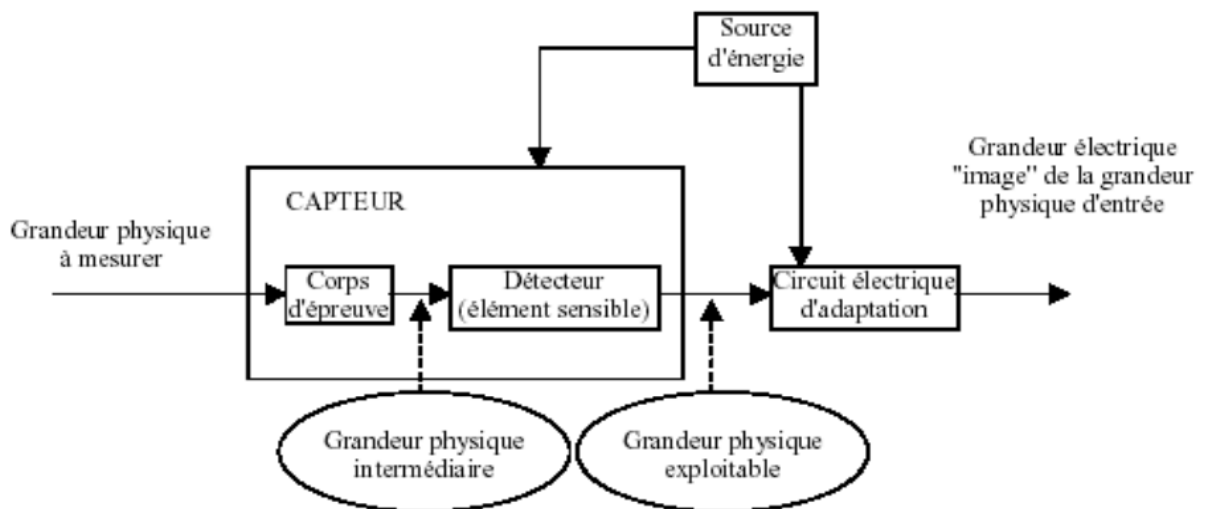 Source
d'énergie
Grandeur électrique
"image" de la grandeur
physique d'entrée
CAPTEUR
Grandeur physique
à mesurer
Corps
d'épreuve
Détecteur
(élément sensible)
Circuit électrique
d'adaptation
Grandeur physique
intermédiaire
Grandeur physique
exploitable